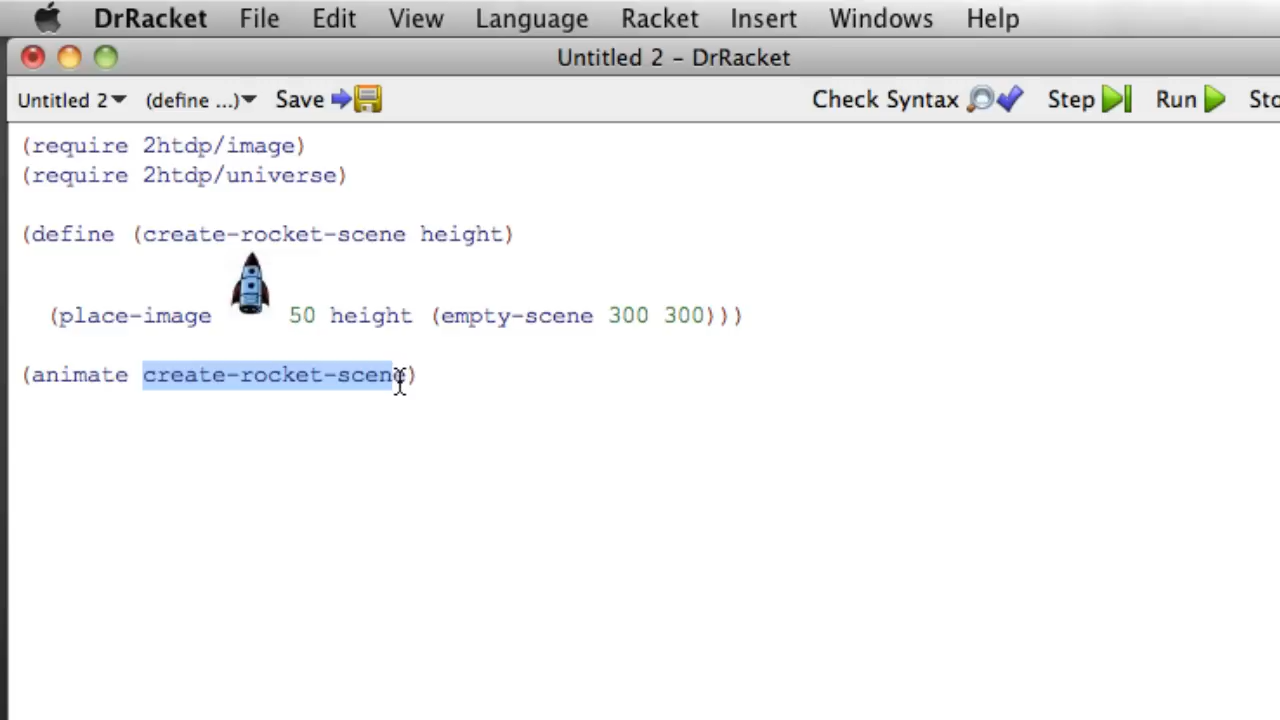 DrRacket File Edit View Language Racket Insert Windows Help
Untitled 2 - DrRacket
Untitled 2 (define ...) Save Check Syntax Step Run Sto
(require 2htdp/image)
(require 2htdp/universe)
(define (create-rocket-scene height)
(place-image 50 height (empty-scene 300 300)))
(animate create-rocket-scene)